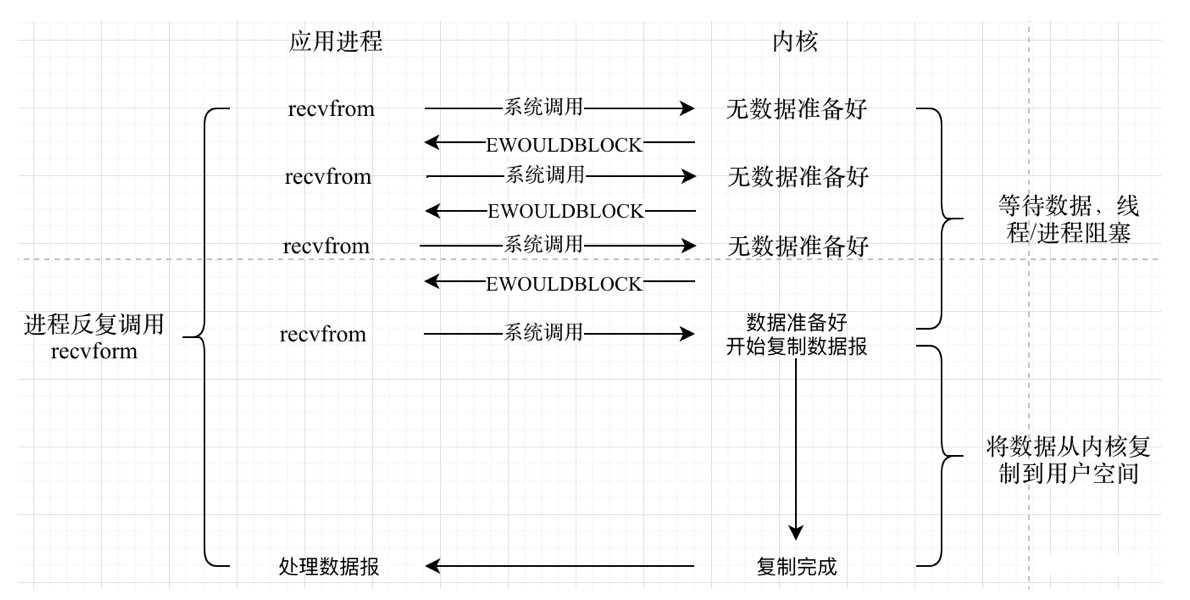 应用进程
内核
recvfrom
系统调用
无数据准备好
EWOULDBLOCK
recvfrom
系统调用
无数据准备好
EWOULDBLOCK
等待数据，线
程/进程阻塞
recvfrom
系统调用
无数据准备好
EWOULDBLOCK
进程反复调用
recvform
recvfrom
系统调用
数据准备好
开始复制数据报
将数据从内核复
制到用户空间
处理数据报
复制完成